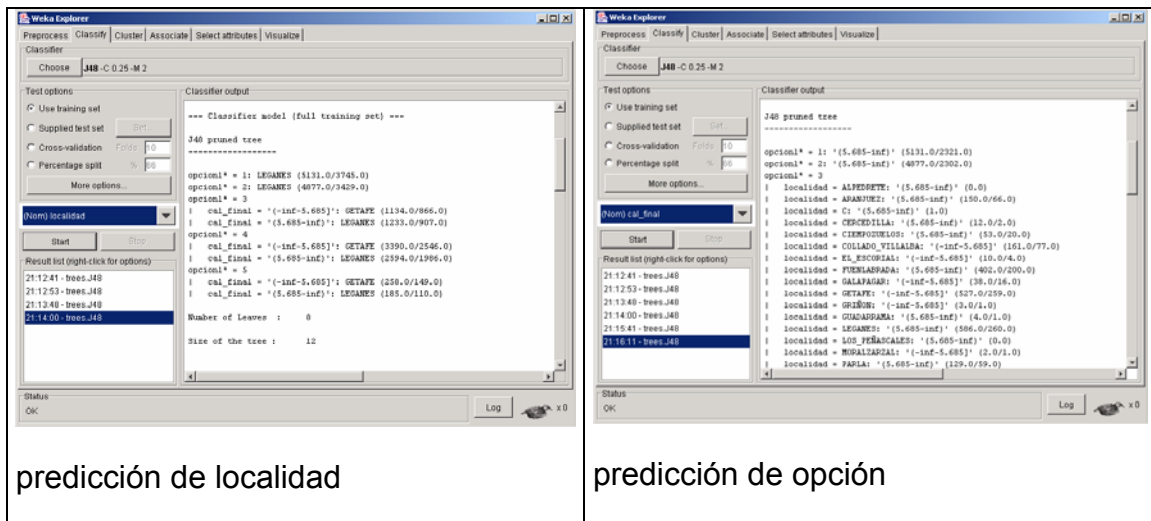 Weka Explorer
Preprocess Classify Cluster Associate Select attributes Visualize
Classifier
Choose J48 -C 0.25 -M 2
Test options
Use training set
Supplied test set Set...
Cross-validation Folds 10
Percentage split % 66
More options...
(Nom) localidad
Start Stop
Result list (right-click for options)
21:12:41 - trees.J48
21:12:53 - trees.J48
21:13:48 - trees.J48
21:14:00 - trees.J48
Classifier output
=== Classifier model (full training set) ===
J48 pruned tree
------------------
opcion1* = 1: LEGANES (5131.0/3745.0)
opcion1* = 2: LEGANES (4877.0/3429.0)
opcion1* = 3
| cal_final = '(-inf-5.685]': GETAFE (1134.0/866.0)
| cal_final = '(5.685-inf)': LEGANES (1233.0/907.0)
opcion1* = 4
| cal_final = '(-inf-5.685]': GETAFE (3390.0/2546.0)
| cal_final = '(5.685-inf)': LEGANES (2594.0/1986.0)
opcion1* = 5
| cal_final = '(-inf-5.685]': GETAFE (258.0/149.0)
| cal_final = '(5.685-inf)': LEGANES (185.0/110.0)
Number of Leaves : 8
Size of the tree : 12
Status
OK
Log x 0
predicción de localidad
Weka Explorer
Preprocess Classify Cluster Associate Select attributes Visualize
Classifier
Choose J48 -C 0.25 -M 2
Test options
Use training set
Supplied test set Set...
Cross-validation Folds 10
Percentage split % 66
More options...
(Nom) cal_final
Start Stop
Result list (right-click for options)
21:12:41 - trees.J48
21:12:53 - trees.J48
21:13:48 - trees.J48
21:14:00 - trees.J48
21:15:41 - trees.J48
21:16:11 - trees.J48
Classifier output
J48 pruned tree
------------------
opcion1* = 1: '(5.685-inf)' (5131.0/2321.0)
opcion1* = 2: '(5.685-inf)' (4877.0/2302.0)
opcion1* = 3
| localidad = ALPEDRETE: '(5.685-inf)' (0.0)
| localidad = ARANJUEZ: '(5.685-inf)' (150.0/66.0)
| localidad = C: '(5.685-inf)' (1.0)
| localidad = CERCEDILLA: '(5.685-inf)' (12.0/2.0)
| localidad = CIEMPOZUELOS: '(5.685-inf)' (53.0/20.0)
| localidad = COLLADO_VILLALBA: '(-inf-5.685]' (161.0/77.0)
| localidad = EL_ESCORIAL: '(-inf-5.685]' (10.0/4.0)
| localidad = FUENLABRADA: '(5.685-inf)' (402.0/200.0)
| localidad = GALAPAGAR: '(-inf-5.685]' (38.0/16.0)
| localidad = GETAFE: '(-inf-5.685]' (527.0/259.0)
| localidad = GRIÑON: '(-inf-5.685]' (3.0/1.0)
| localidad = GUADARRAMA: '(5.685-inf)' (4.0/1.0)
| localidad = LEGANES: '(5.685-inf)' (586.0/260.0)
| localidad = LOS_PEÑASCALES: '(5.685-inf)' (0.0)
| localidad = MORALZARZAL: '(-inf-5.685]' (2.0/1.0)
| localidad = PARLA: '(5.685-inf)' (129.0/59.0)
Status
OK
Log x 0
predicción de opción